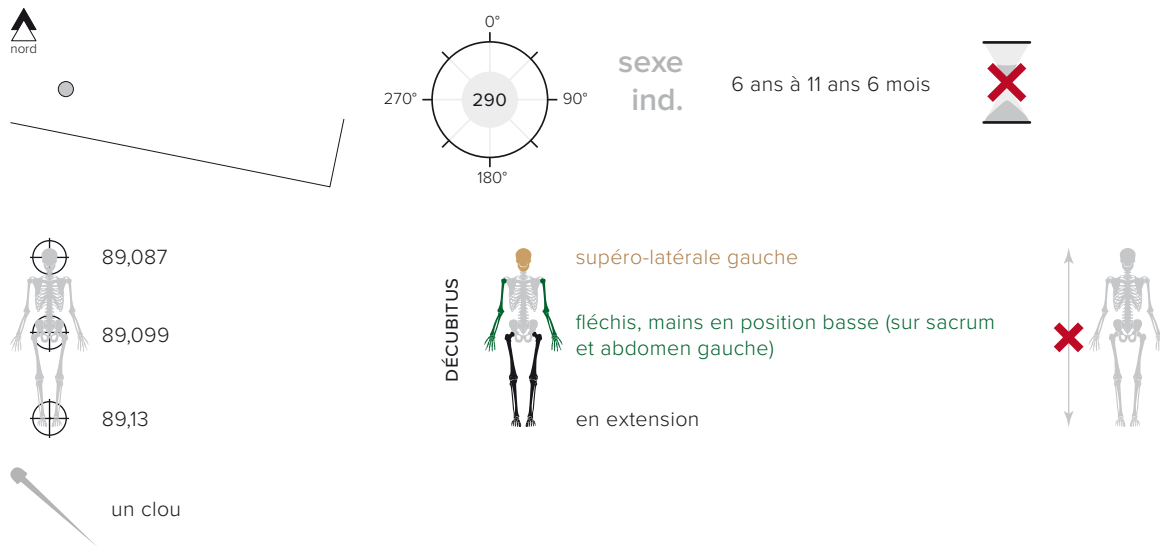 nord
0°
270°
290
90°
180°
sexe
ind.
6 ans à 11 ans 6 mois
89,087
89,099
89,13
DÉCUBITUS
supéro-latérale gauche
fléchis, mains en position basse (sur sacrum
et abdomen gauche)
en extension
un clou